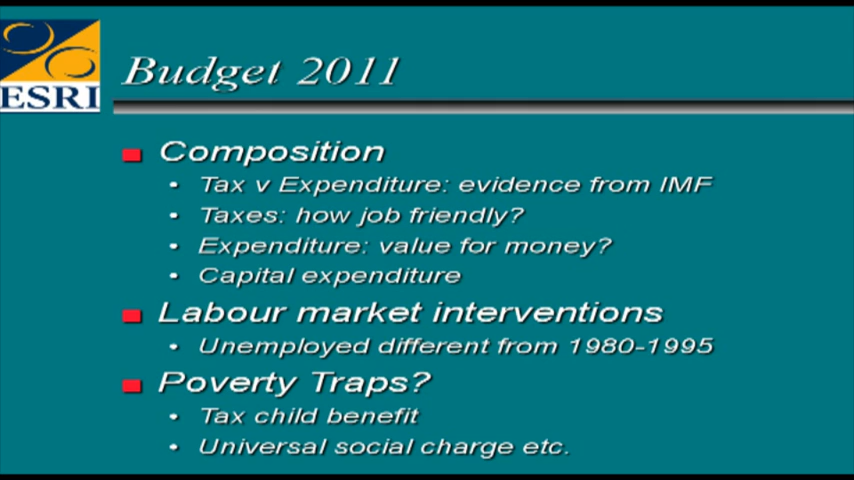 ESRI
Budget 2011
Composition
Tax v Expenditure: evidence from IMF
Taxes: how job friendly?
Expenditure: value for money?
Capital expenditure
Labour market interventions
Unemployed different from 1980-1995
Poverty Traps?
Tax child benefit
Universal social charge etc.